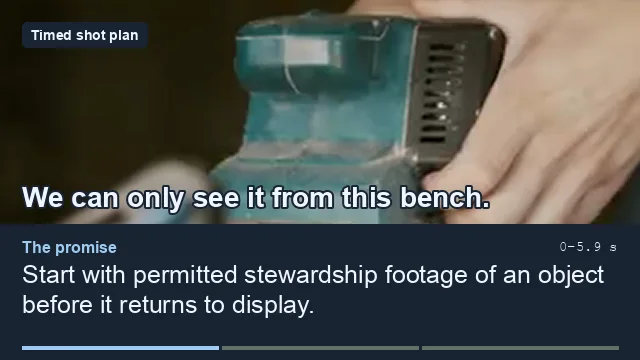 Timed shot plan
We can only see it from this bench.
The promise
0–5.9 s
Start with permitted stewardship footage of an object
before it returns to display.